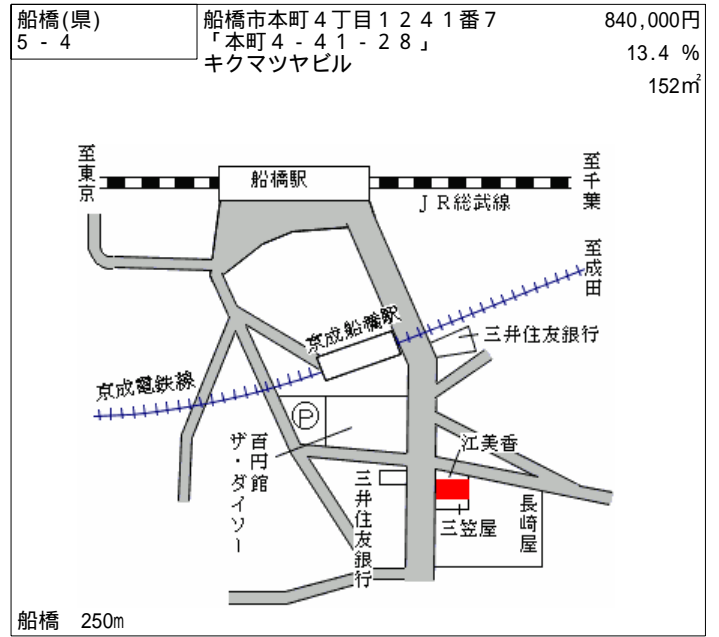 船橋(県)
5 - 4
船橋市本町４丁目１２４１番７
「本町４‐４１‐２８」
キクマツヤビル
840,000円
13.4 %
152㎡
至東京
船橋駅
至千葉
ＪＲ総武線
至成田
京成船橋駅
三井住友銀行
京成電鉄線
Ｐ
百円館
ザ・ダイソー
江美香
三井住友銀行
三笠屋
長崎屋
船橋　250m